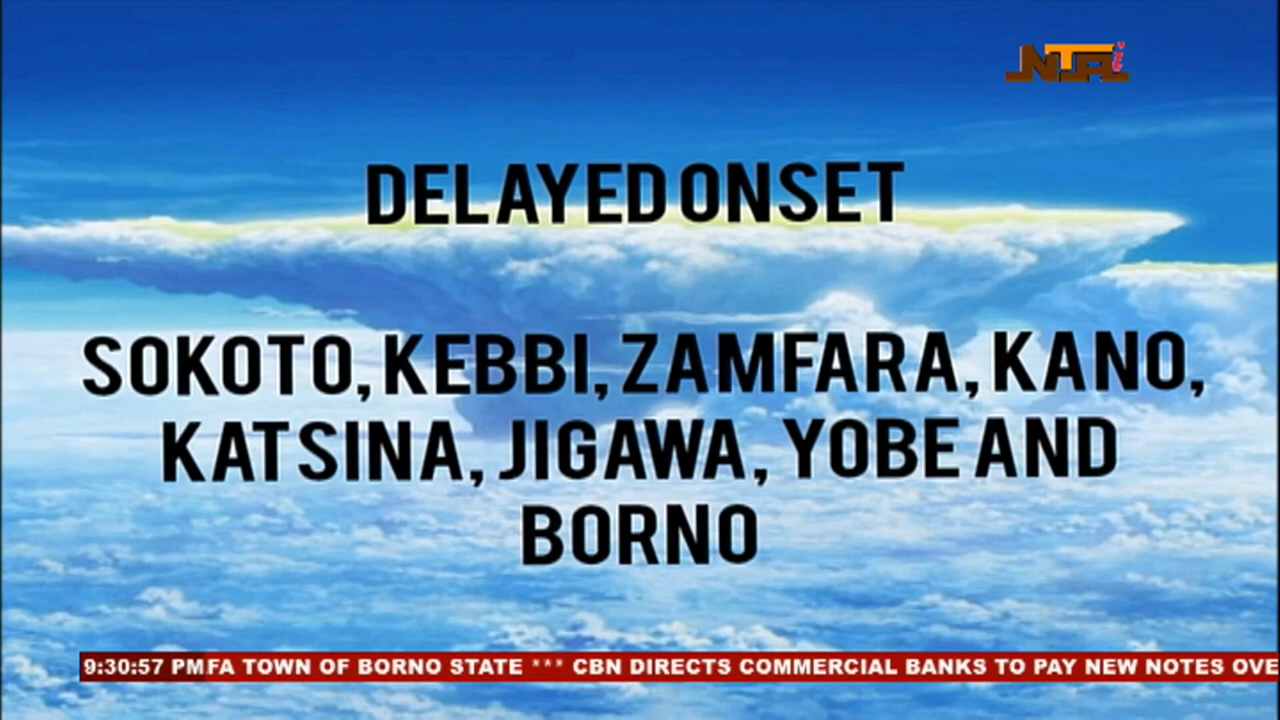 NTA
DELAYED ONSET
SOKOTO, KEBBI, ZAMFARA, KANO,
KATSINA, JIGAWA, YOBE AND
BORNO
9:30:57 PM FA TOWN OF BORNO STATE *** CBN DIRECTS COMMERCIAL BANKS TO PAY NEW NOTES OVE